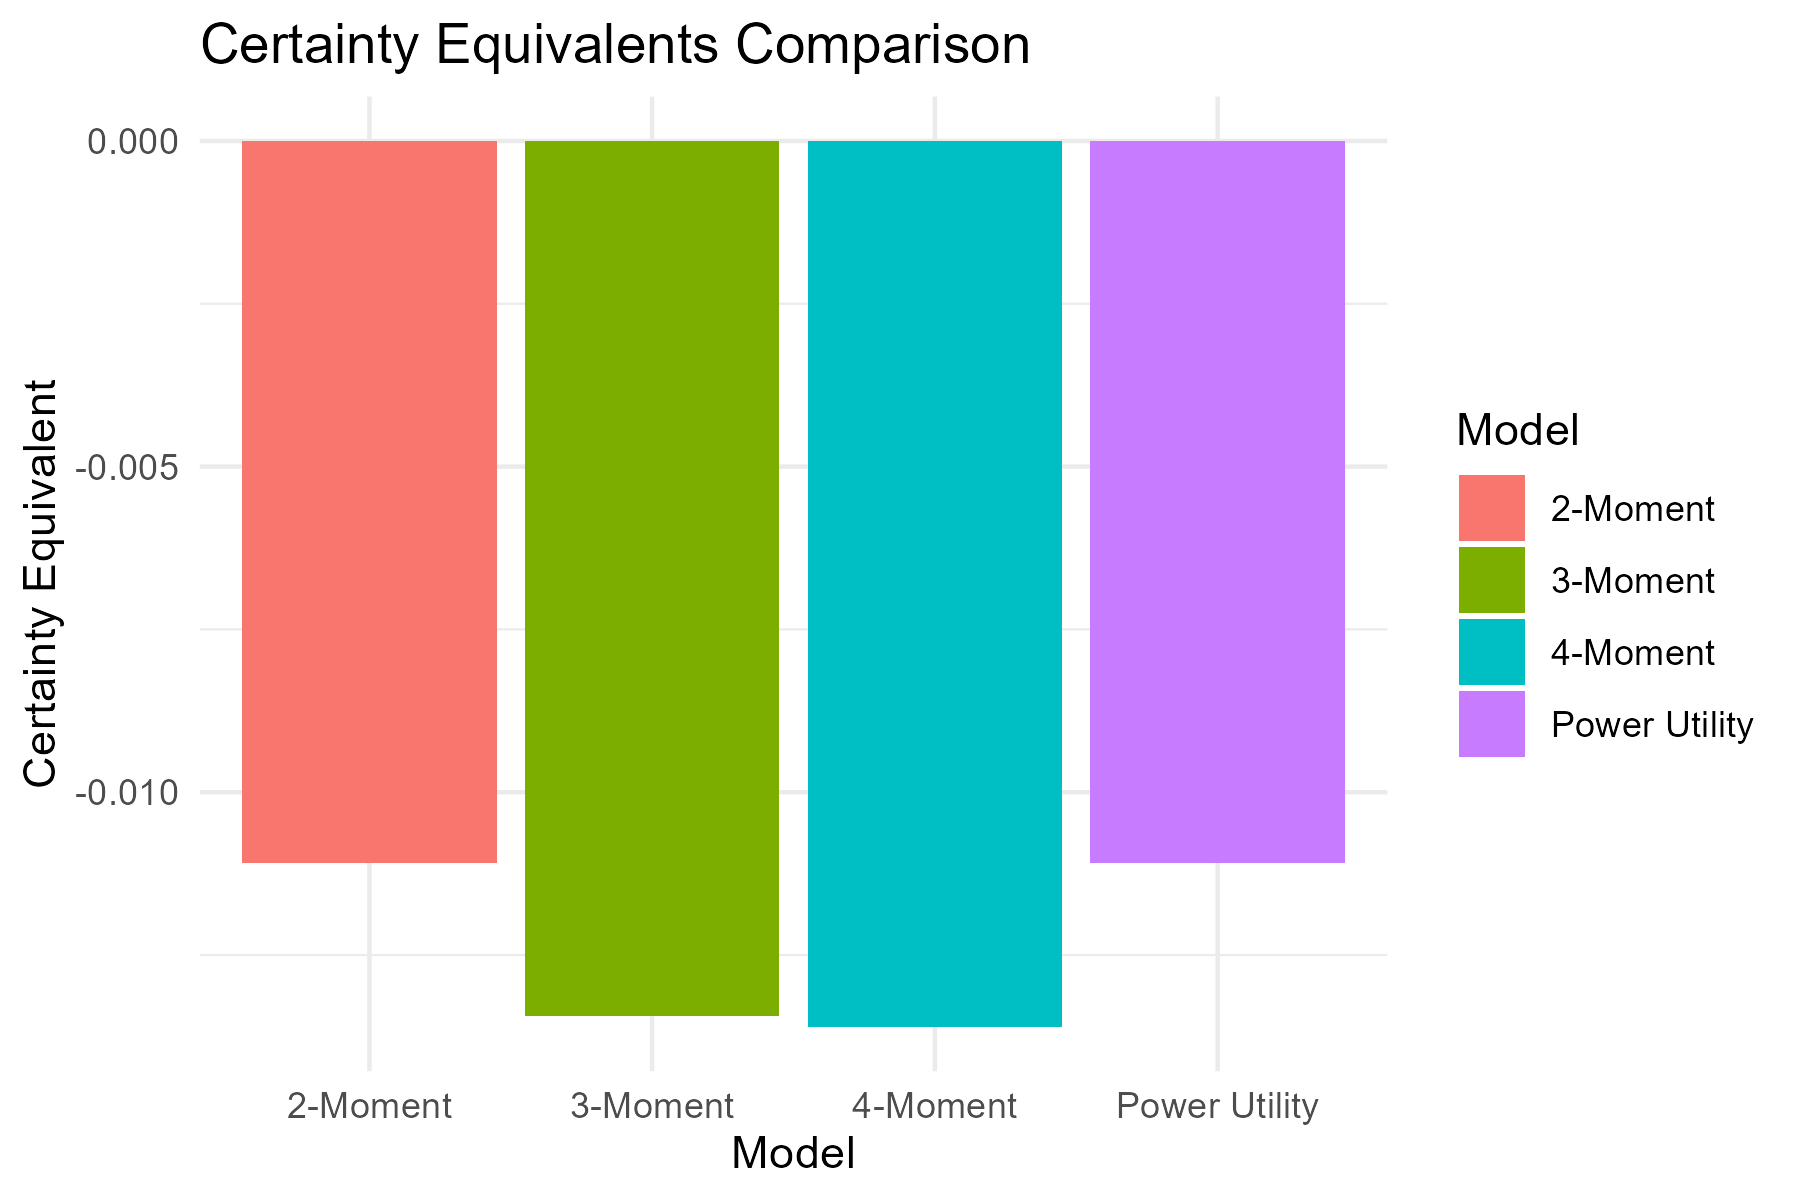 Certainty Equivalents Comparison
Certainty Equivalent
0.000
-0.005
-0.010
2-Moment
3-Moment
4-Moment
Power Utility
Model
Model
2-Moment
3-Moment
4-Moment
Power Utility